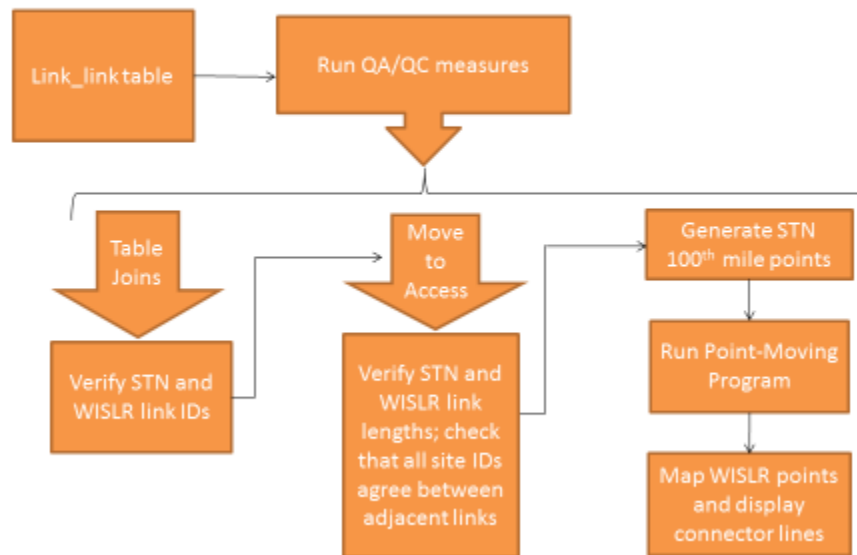 Link_link table
Run QA/QC measures
Table
Joins
Move
to
Access
Generate STN
100th mile points
Verify STN and
WISLR link IDs
Verify STN and
WISLR link
lengths; check
that all site IDs
agree between
adjacent links
Run Point-Moving
Program
Map WISLR points
and display
connector lines